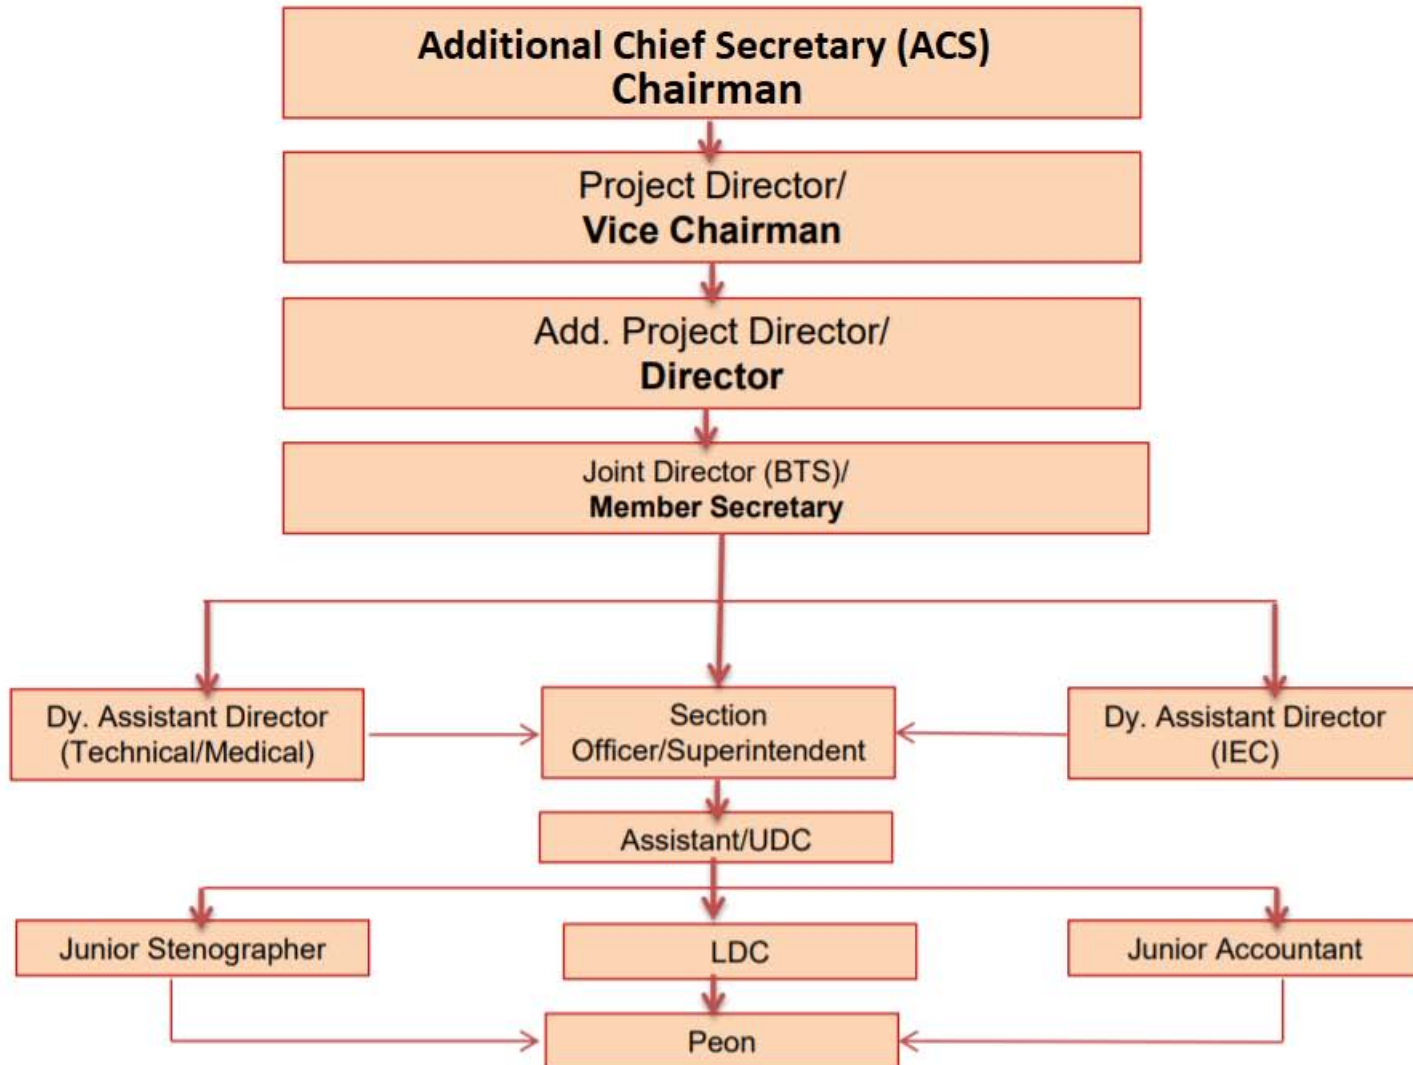 Additional Chief Secretary (ACS)
Chairman
Project Director/
Vice Chairman
Add. Project Director/
Director
Joint Director (BTS)/
Member Secretary
Dy. Assistant Director
(Technical/Medical)
Section
Officer/Superintendent
Dy. Assistant Director
(IEC)
Assistant/UDC
Junior Stenographer
LDC
Junior Accountant
Peon